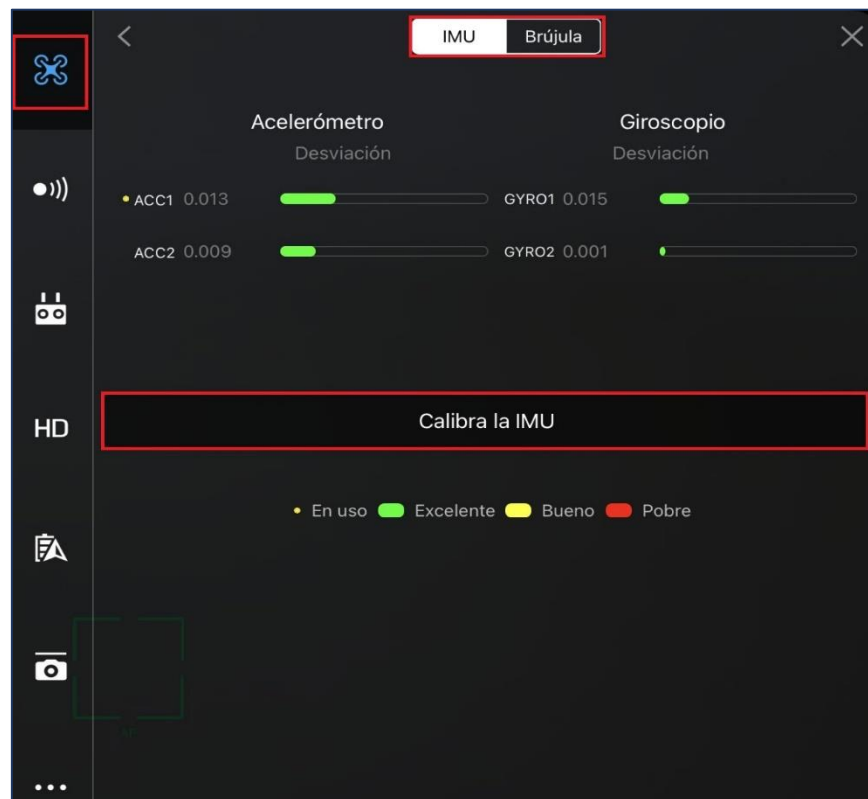 IMU Brújula
Acelerómetro Giroscopio
Desviación Desviación
ACC1 0.013 GYRO1 0.015
ACC2 0.009 GYRO2 0.001
HD
Calibra la IMU
• En uso Excelente Bueno Pobre